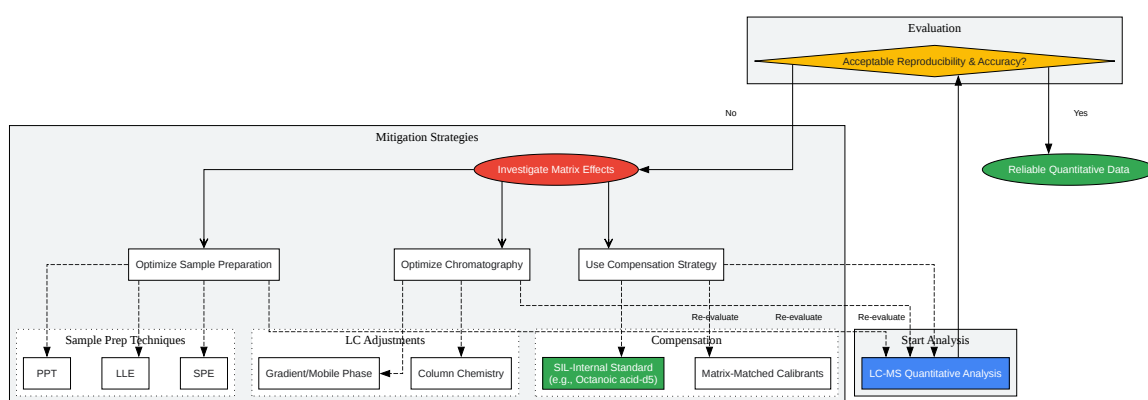 Evaluation
Acceptable Reproducibility & Accuracy?
No
Yes
Mitigation Strategies
Investigate Matrix Effects
Reliable Quantitative Data
Optimize Sample Preparation
Optimize Chromatography
Use Compensation Strategy
Re-evaluate
Re-evaluate
Re-evaluate
Sample Prep Techniques
LC Adjustments
Compensation
Start Analysis
PPT
LLE
SPE
Gradient/Mobile Phase
Column Chemistry
SIL-Internal Standard
(e.g., Octanoic acid-d5)
Matrix-Matched Calibrants
LC-MS Quantitative Analysis